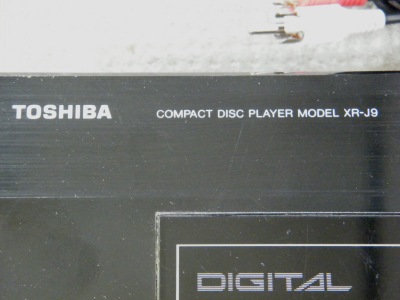 TOSHIBA COMPACT DISC PLAYER MODEL XR-J9
DIGITAL